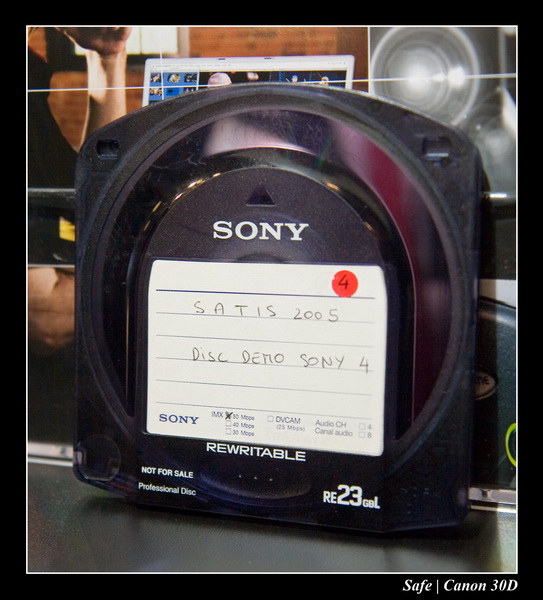 SONY
4
SATIS 2005
DISC DEMO SONY 4
SONY
IMX 50 Mbps
40 Mbps
30 Mbps
DVCAM
(25 Mbps)
Audio CH 4
Canal audio 8
REWRITABLE
NOT FOR SALE
Professional Disc
RE23GBL
Safe | Canon 30D